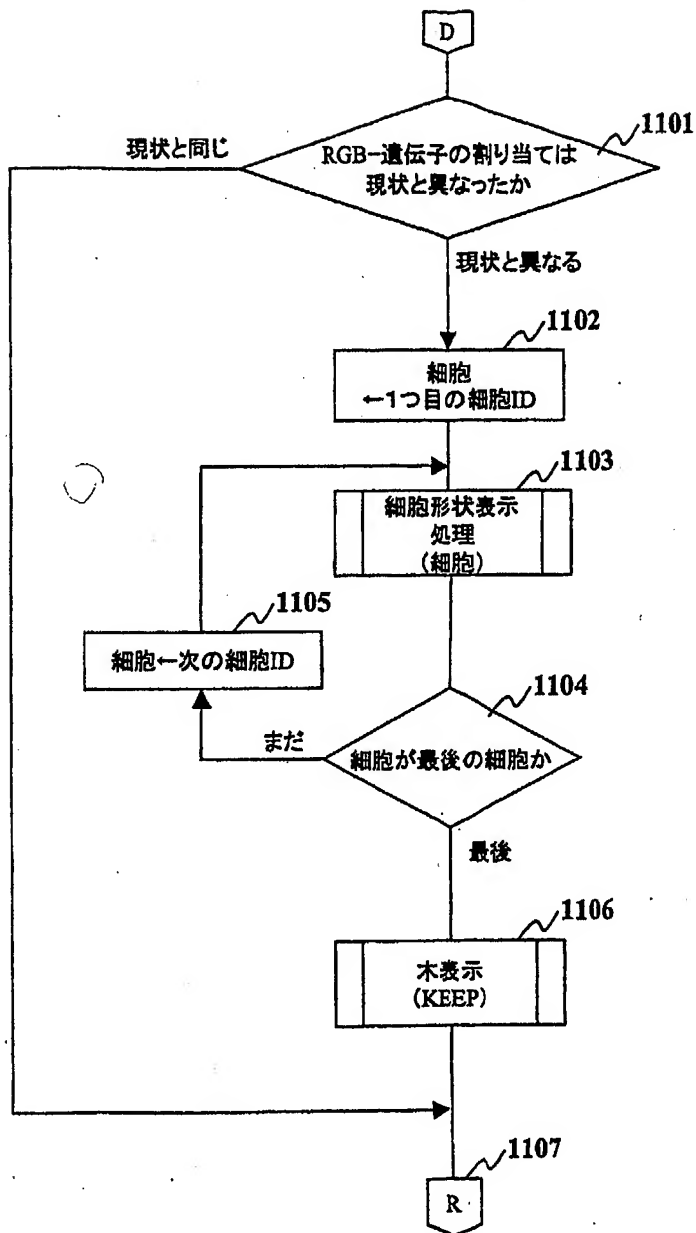 D
1101
RGB-遺伝子の割り当ては
現状と異なったか
現状と同じ
現状と異なる
1102
細胞
←1つ目の細胞ID
1103
細胞形状表示
処理
(細胞)
1105
細胞←次の細胞ID
1104
まだ
細胞が最後の細胞か
最後
1106
木表示
(KEEP)
1107
R